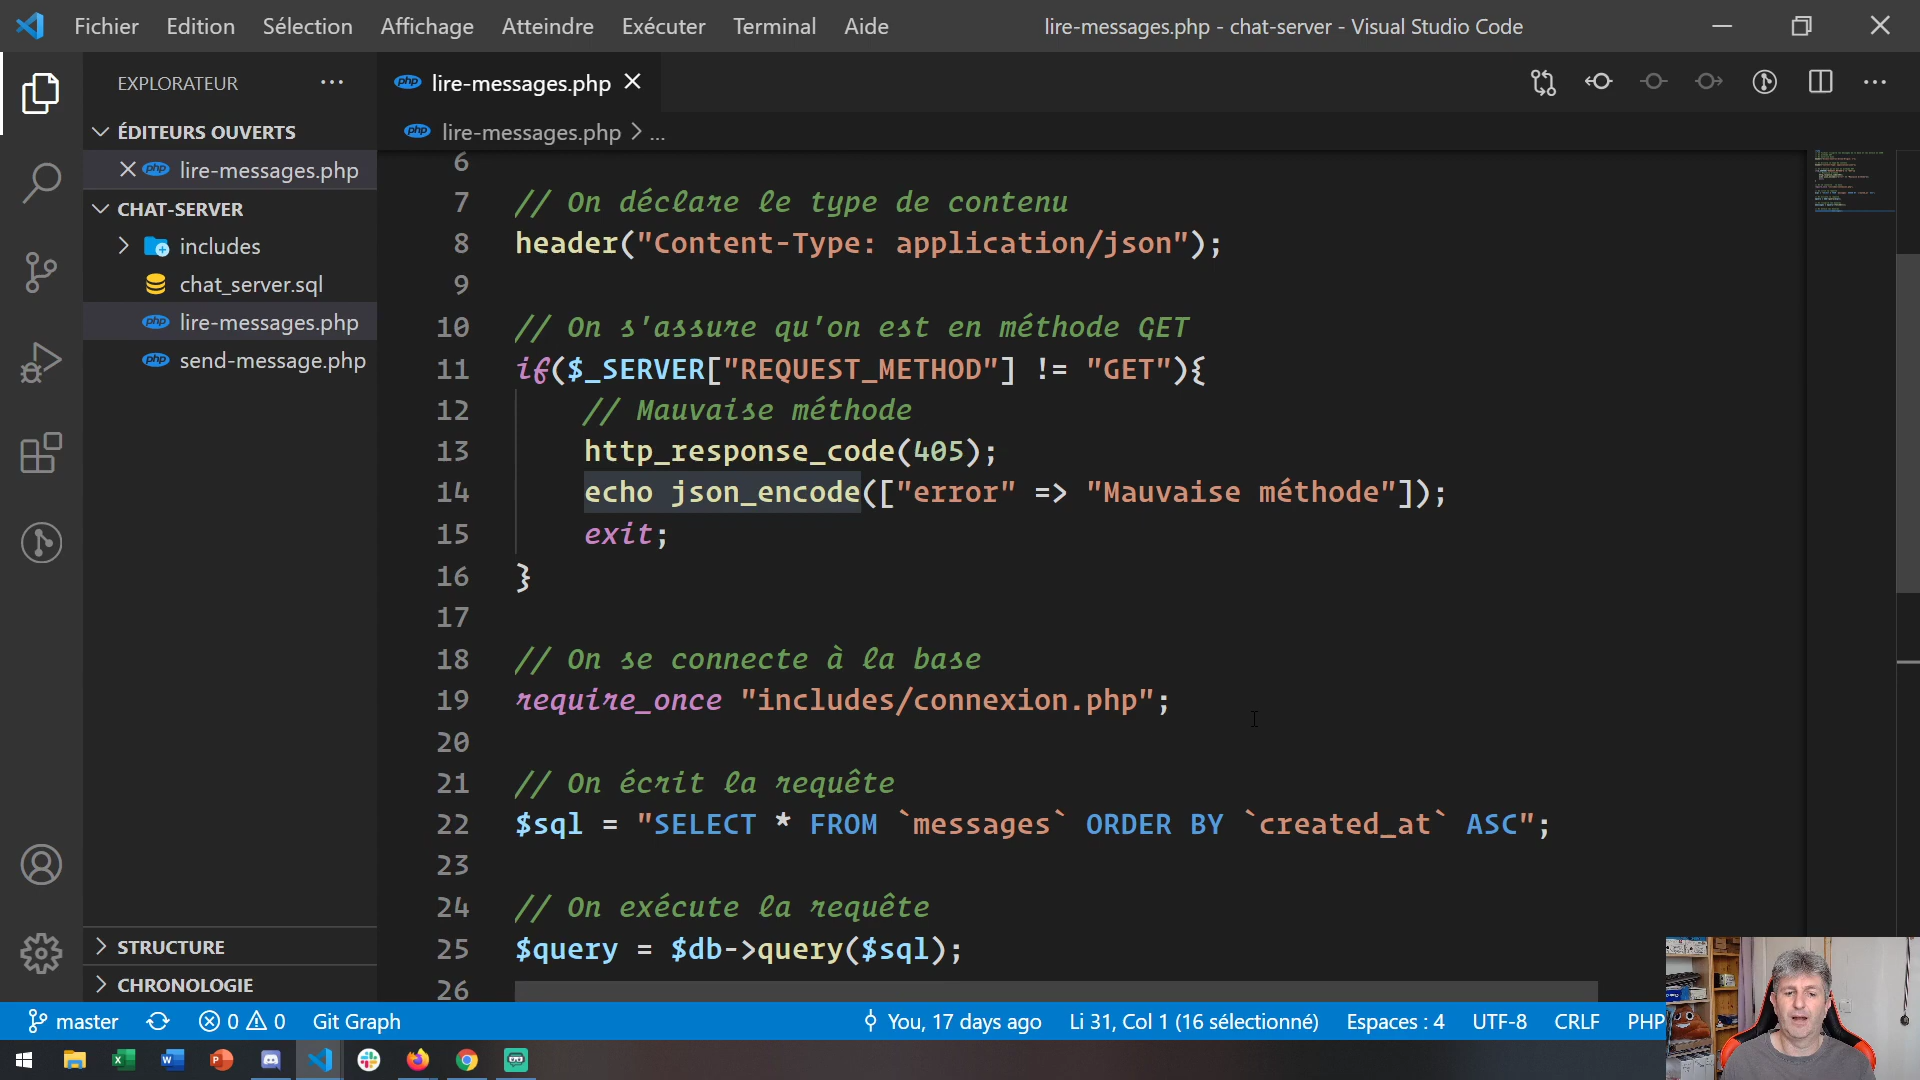 Fichier Edition Sélection Affichage Atteindre Exécuter Terminal Aide
lire-messages.php - chat-server - Visual Studio Code
EXPLORATEUR
ÉDITEURS OUVERTS
lire-messages.php
CHAT-SERVER
includes
chat_server.sql
lire-messages.php
send-message.php
STRUCTURE
CHRONOLOGIE
lire-messages.php
lire-messages.php > ...
6
7 // On déclare le type de contenu
8 header("Content-Type: application/json");
9
10 // On s'assure qu'on est en méthode GET
11 if($_SERVER["REQUEST_METHOD"] != "GET"){
12 // Mauvaise méthode
13 http_response_code(405);
14 echo json_encode(["error" => "Mauvaise méthode"]);
15 exit;
16 }
17
18 // On se connecte à la base
19 require_once "includes/connexion.php";
20
21 // On écrit la requête
22 $sql = "SELECT * FROM `messages` ORDER BY `created_at` ASC";
23
24 // On exécute la requête
25 $query = $db->query($sql);
26
master 0 0 Git Graph You, 17 days ago Li 31, Col 1 (16 sélectionné) Espaces : 4 UTF-8 CRLF PHP